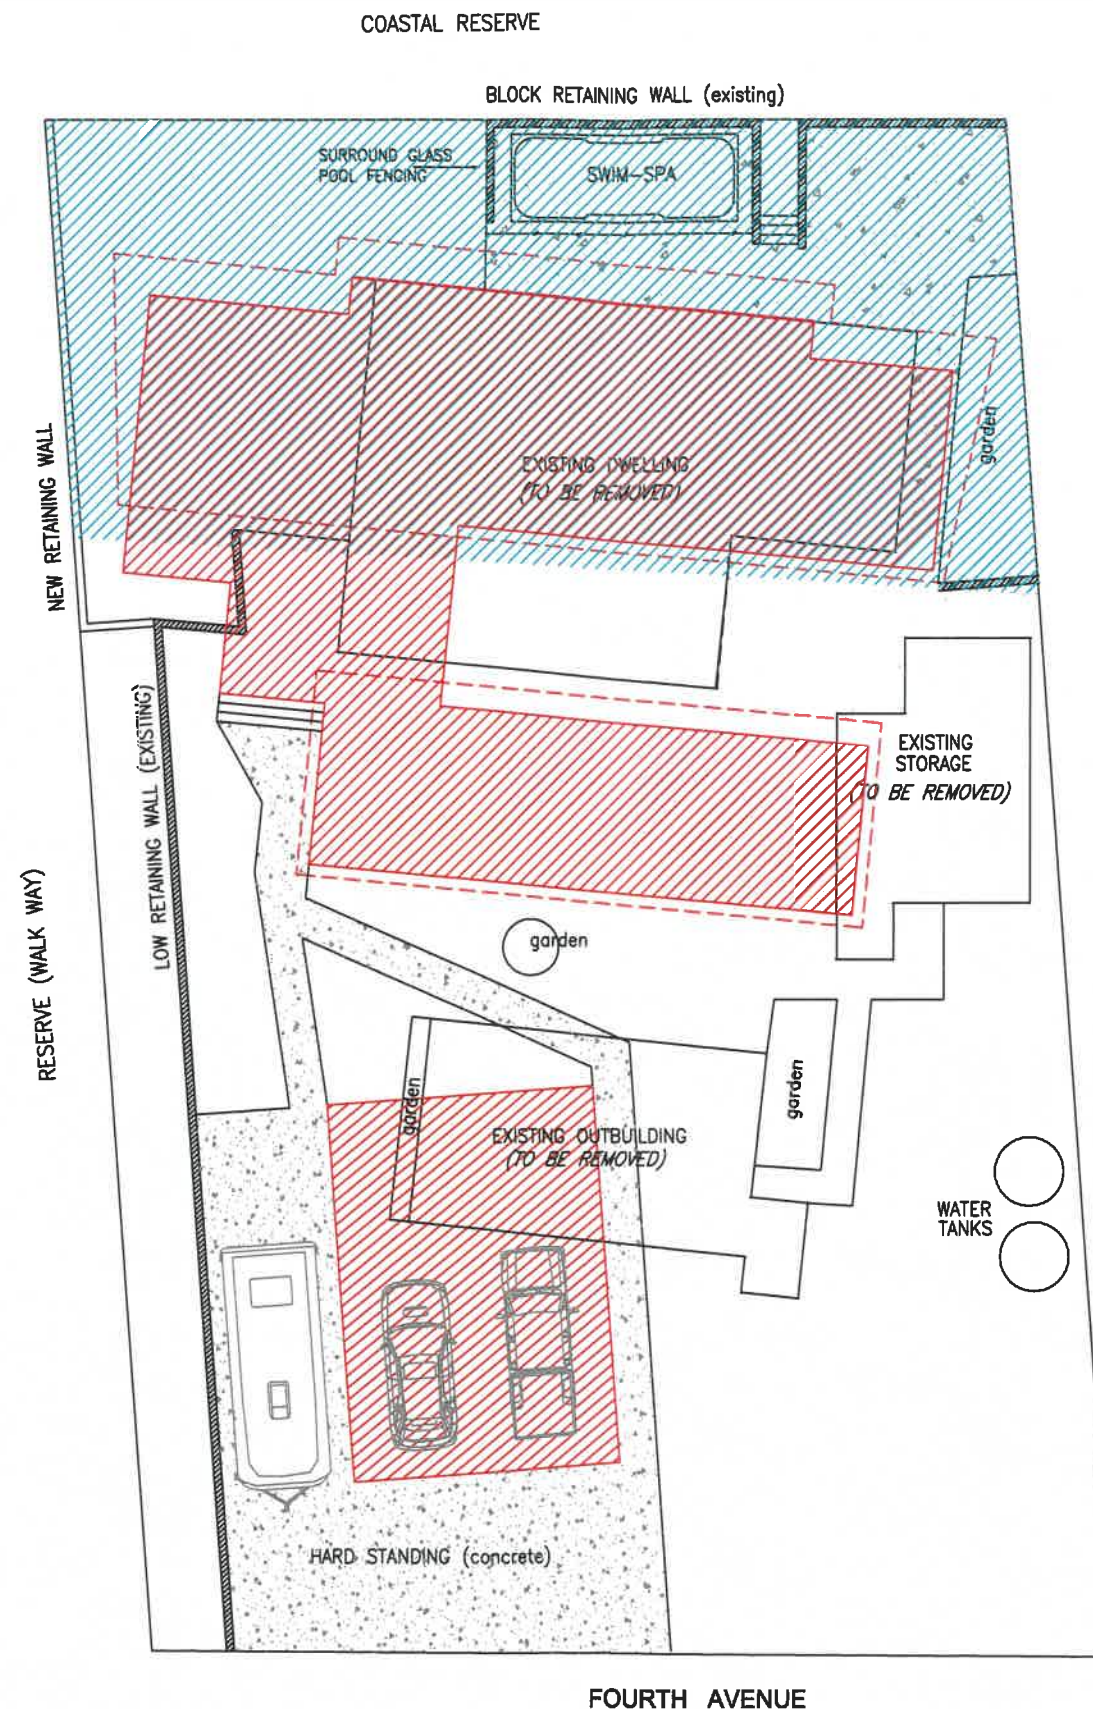 COASTAL RESERVE
BLOCK RETAINING WALL (existing)
SURROUND GLASS
POOL FENCING
SWIM-SPA
garden
EXISTING DWELLING
(TO BE REMOVED)
NEW RETAINING WALL
LOW RETAINING WALL (EXISTING)
EXISTING
STORAGE
(TO BE REMOVED)
RESERVE (WALK WAY)
garden
garden
garden
EXISTING OUTBUILDING
(TO BE REMOVED)
WATER
TANKS
HARD STANDING (concrete)
FOURTH AVENUE